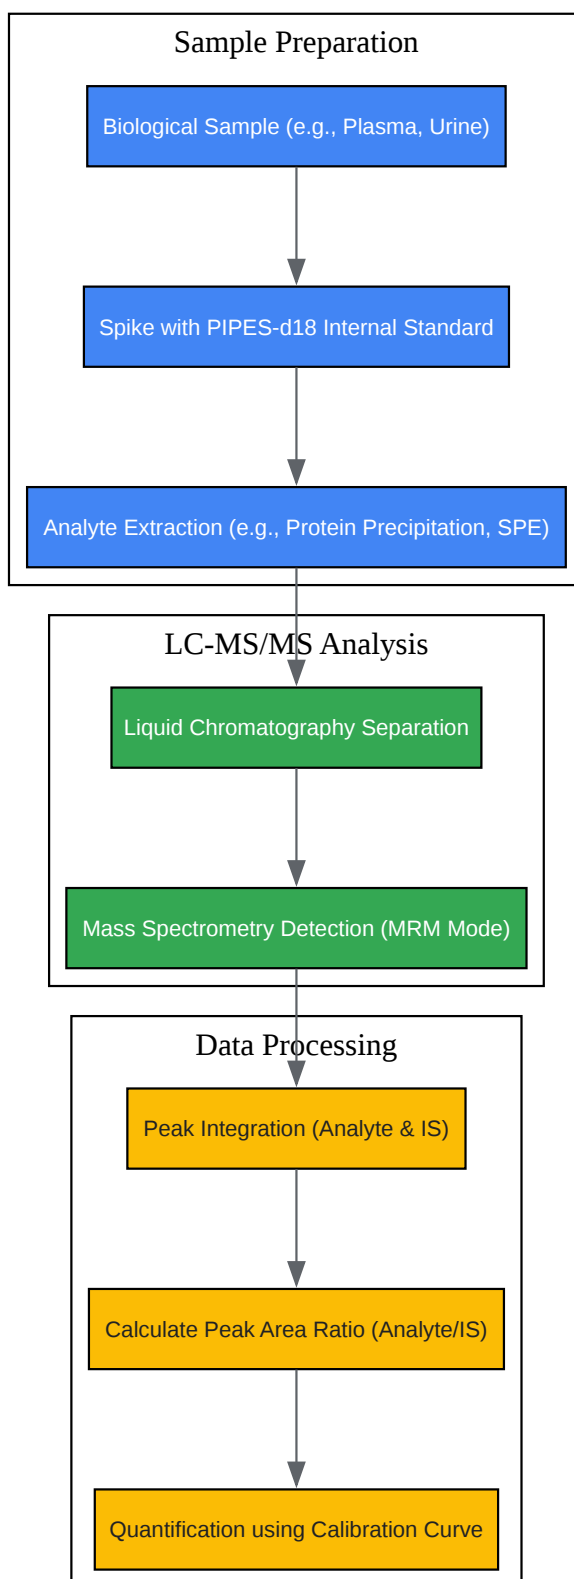 Sample Preparation
Biological Sample (e.g., Plasma, Urine)
Spike with PIPES-d18 Internal Standard
Analyte Extraction (e.g., Protein Precipitation, SPE)
LC-MS/MS Analysis
Liquid Chromatography Separation
Mass Spectrometry Detection (MRM Mode)
Data Processing
Peak Integration (Analyte & IS)
Calculate Peak Area Ratio (Analyte/IS)
Quantification using Calibration Curve